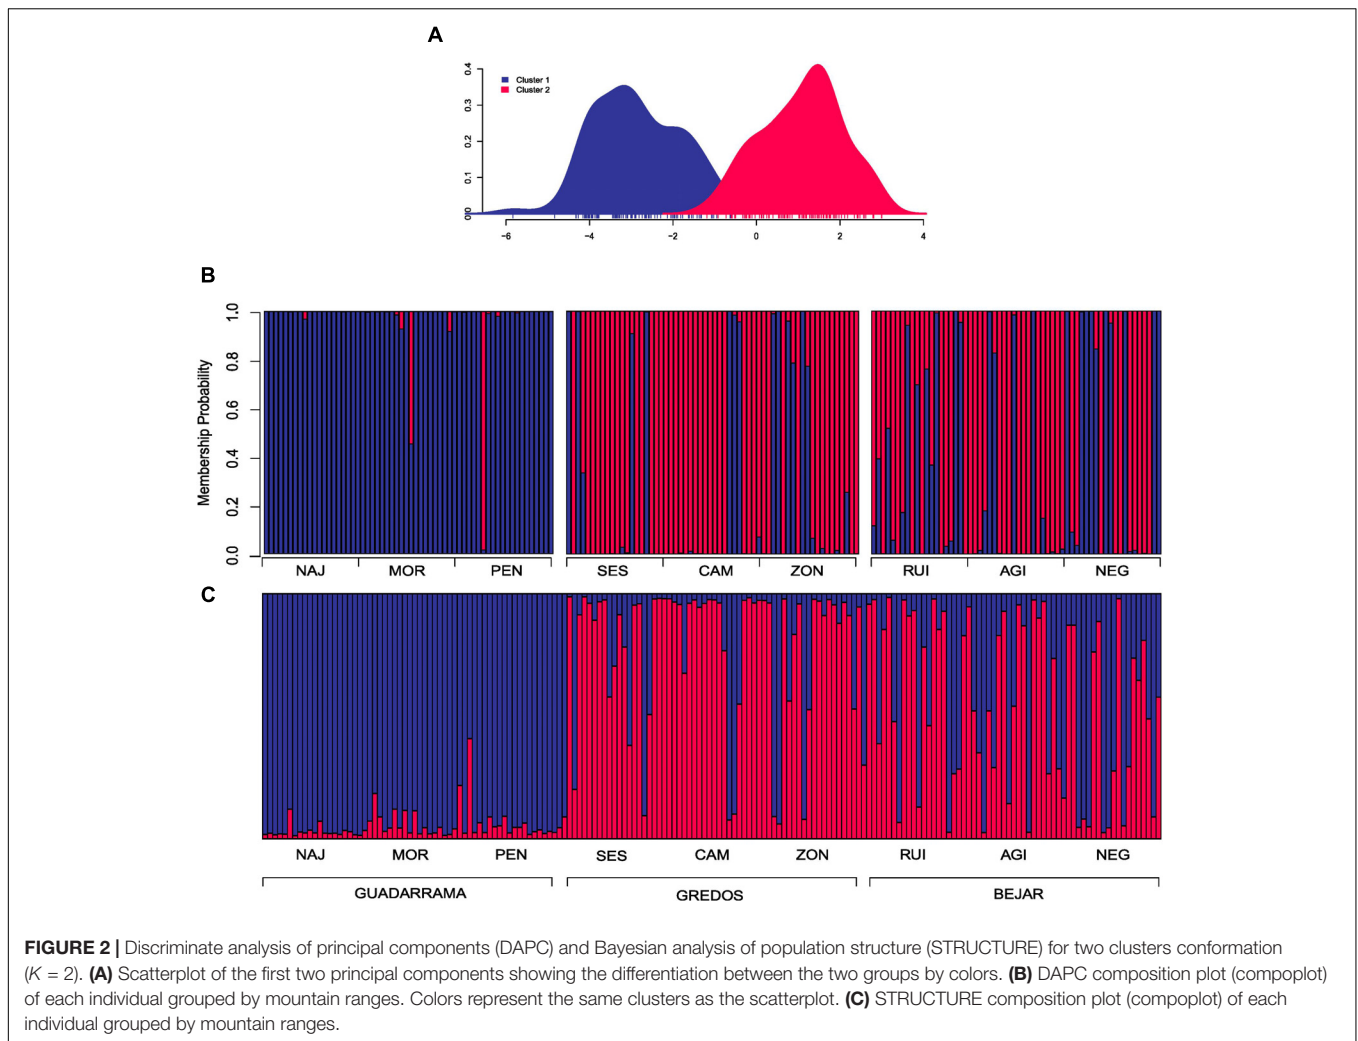 A
0.4
0.3
0.2
0.1
0.0
Cluster 1
Cluster 2
-6 -4 -2 0 2 4
B
Membership Probability
1.0
0.8
0.6
0.4
0.2
0.0
NAJ MOR PEN SES CAM ZON RUI AGI NEG
C
NAJ MOR PEN SES CAM ZON RUI AGI NEG
GUADARRAMA GREDOS BEJAR
FIGURE 2 | Discriminate analysis of principal components (DAPC) and Bayesian analysis of population structure (STRUCTURE) for two clusters conformation
(K = 2). (A) Scatterplot of the first two principal components showing the differentiation between the two groups by colors. (B) DAPC composition plot (compoplot)
of each individual grouped by mountain ranges. Colors represent the same clusters as the scatterplot. (C) STRUCTURE composition plot (compoplot) of each
individual grouped by mountain ranges.